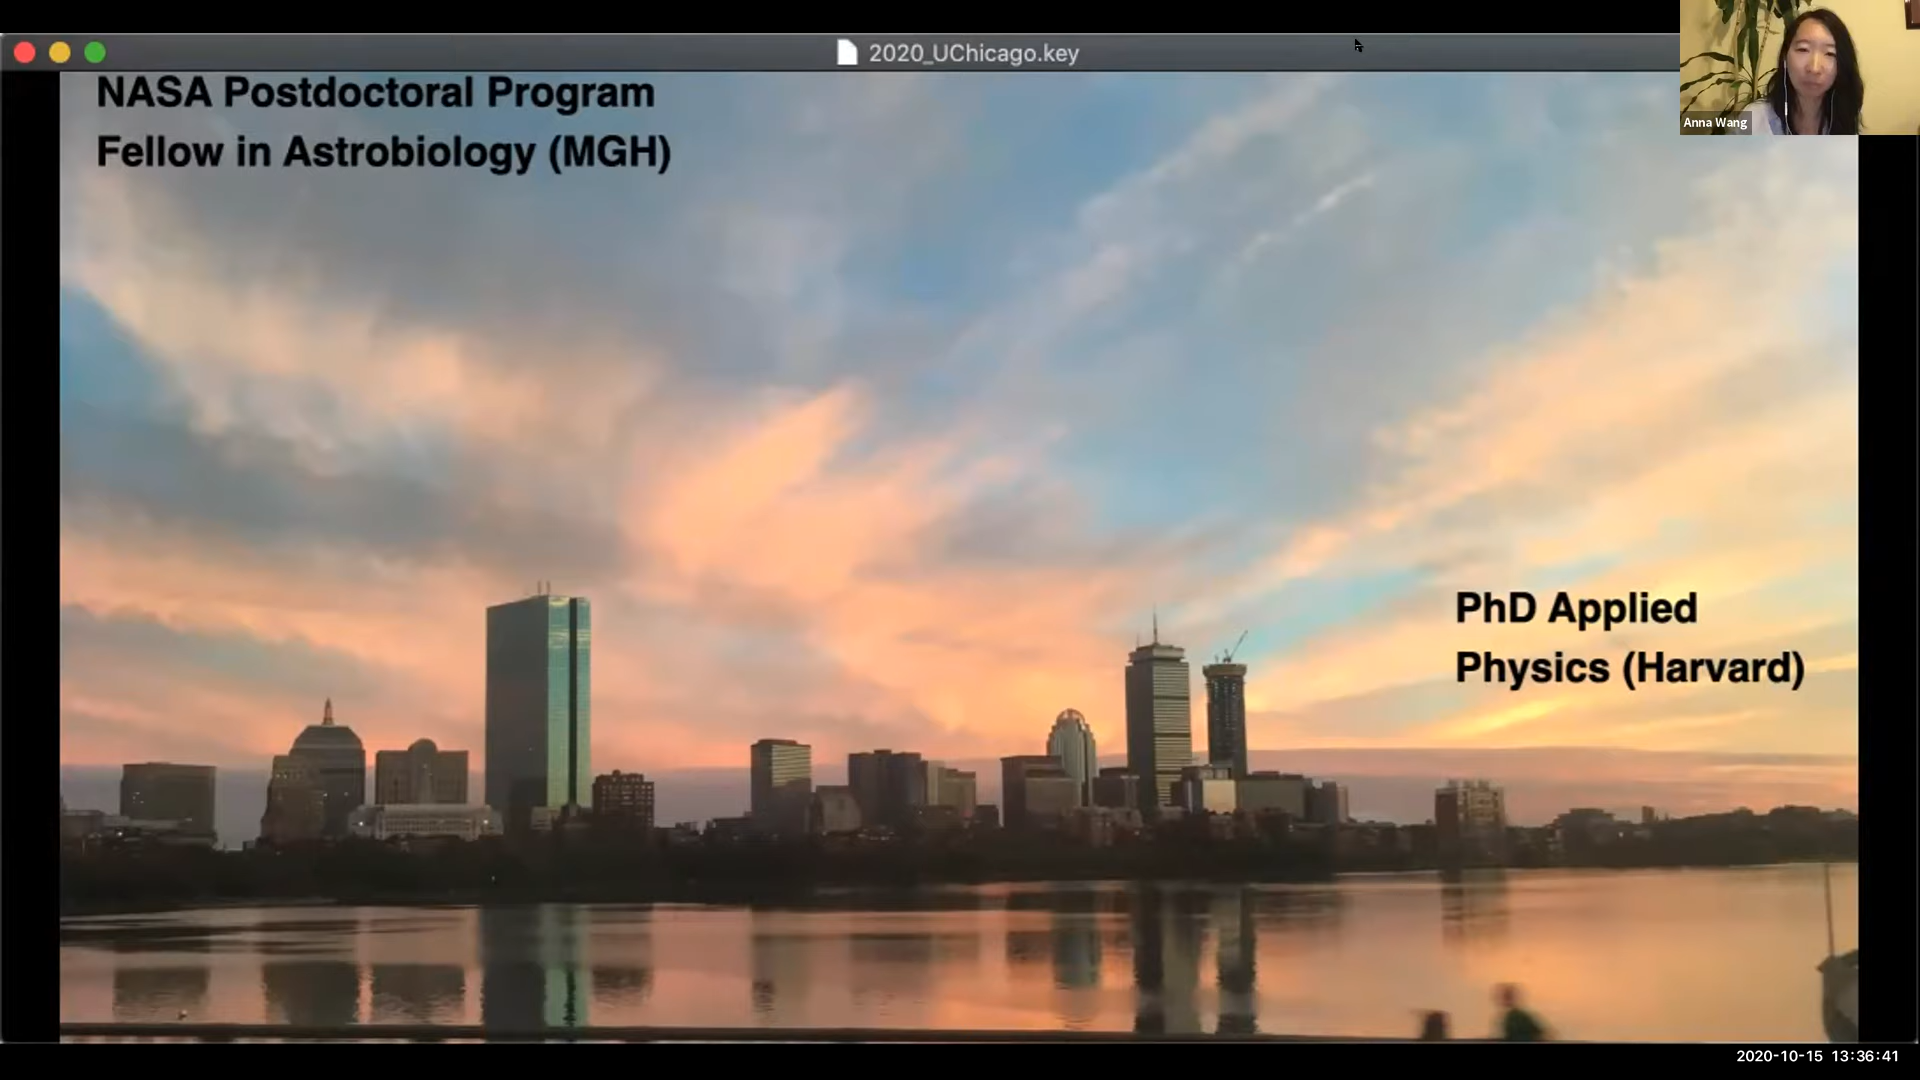 2020_UChicago.key
NASA Postdoctoral Program
Fellow in Astrobiology (MGH)
Anna Wang
PhD Applied
Physics (Harvard)
2020-10-15 13:36:41